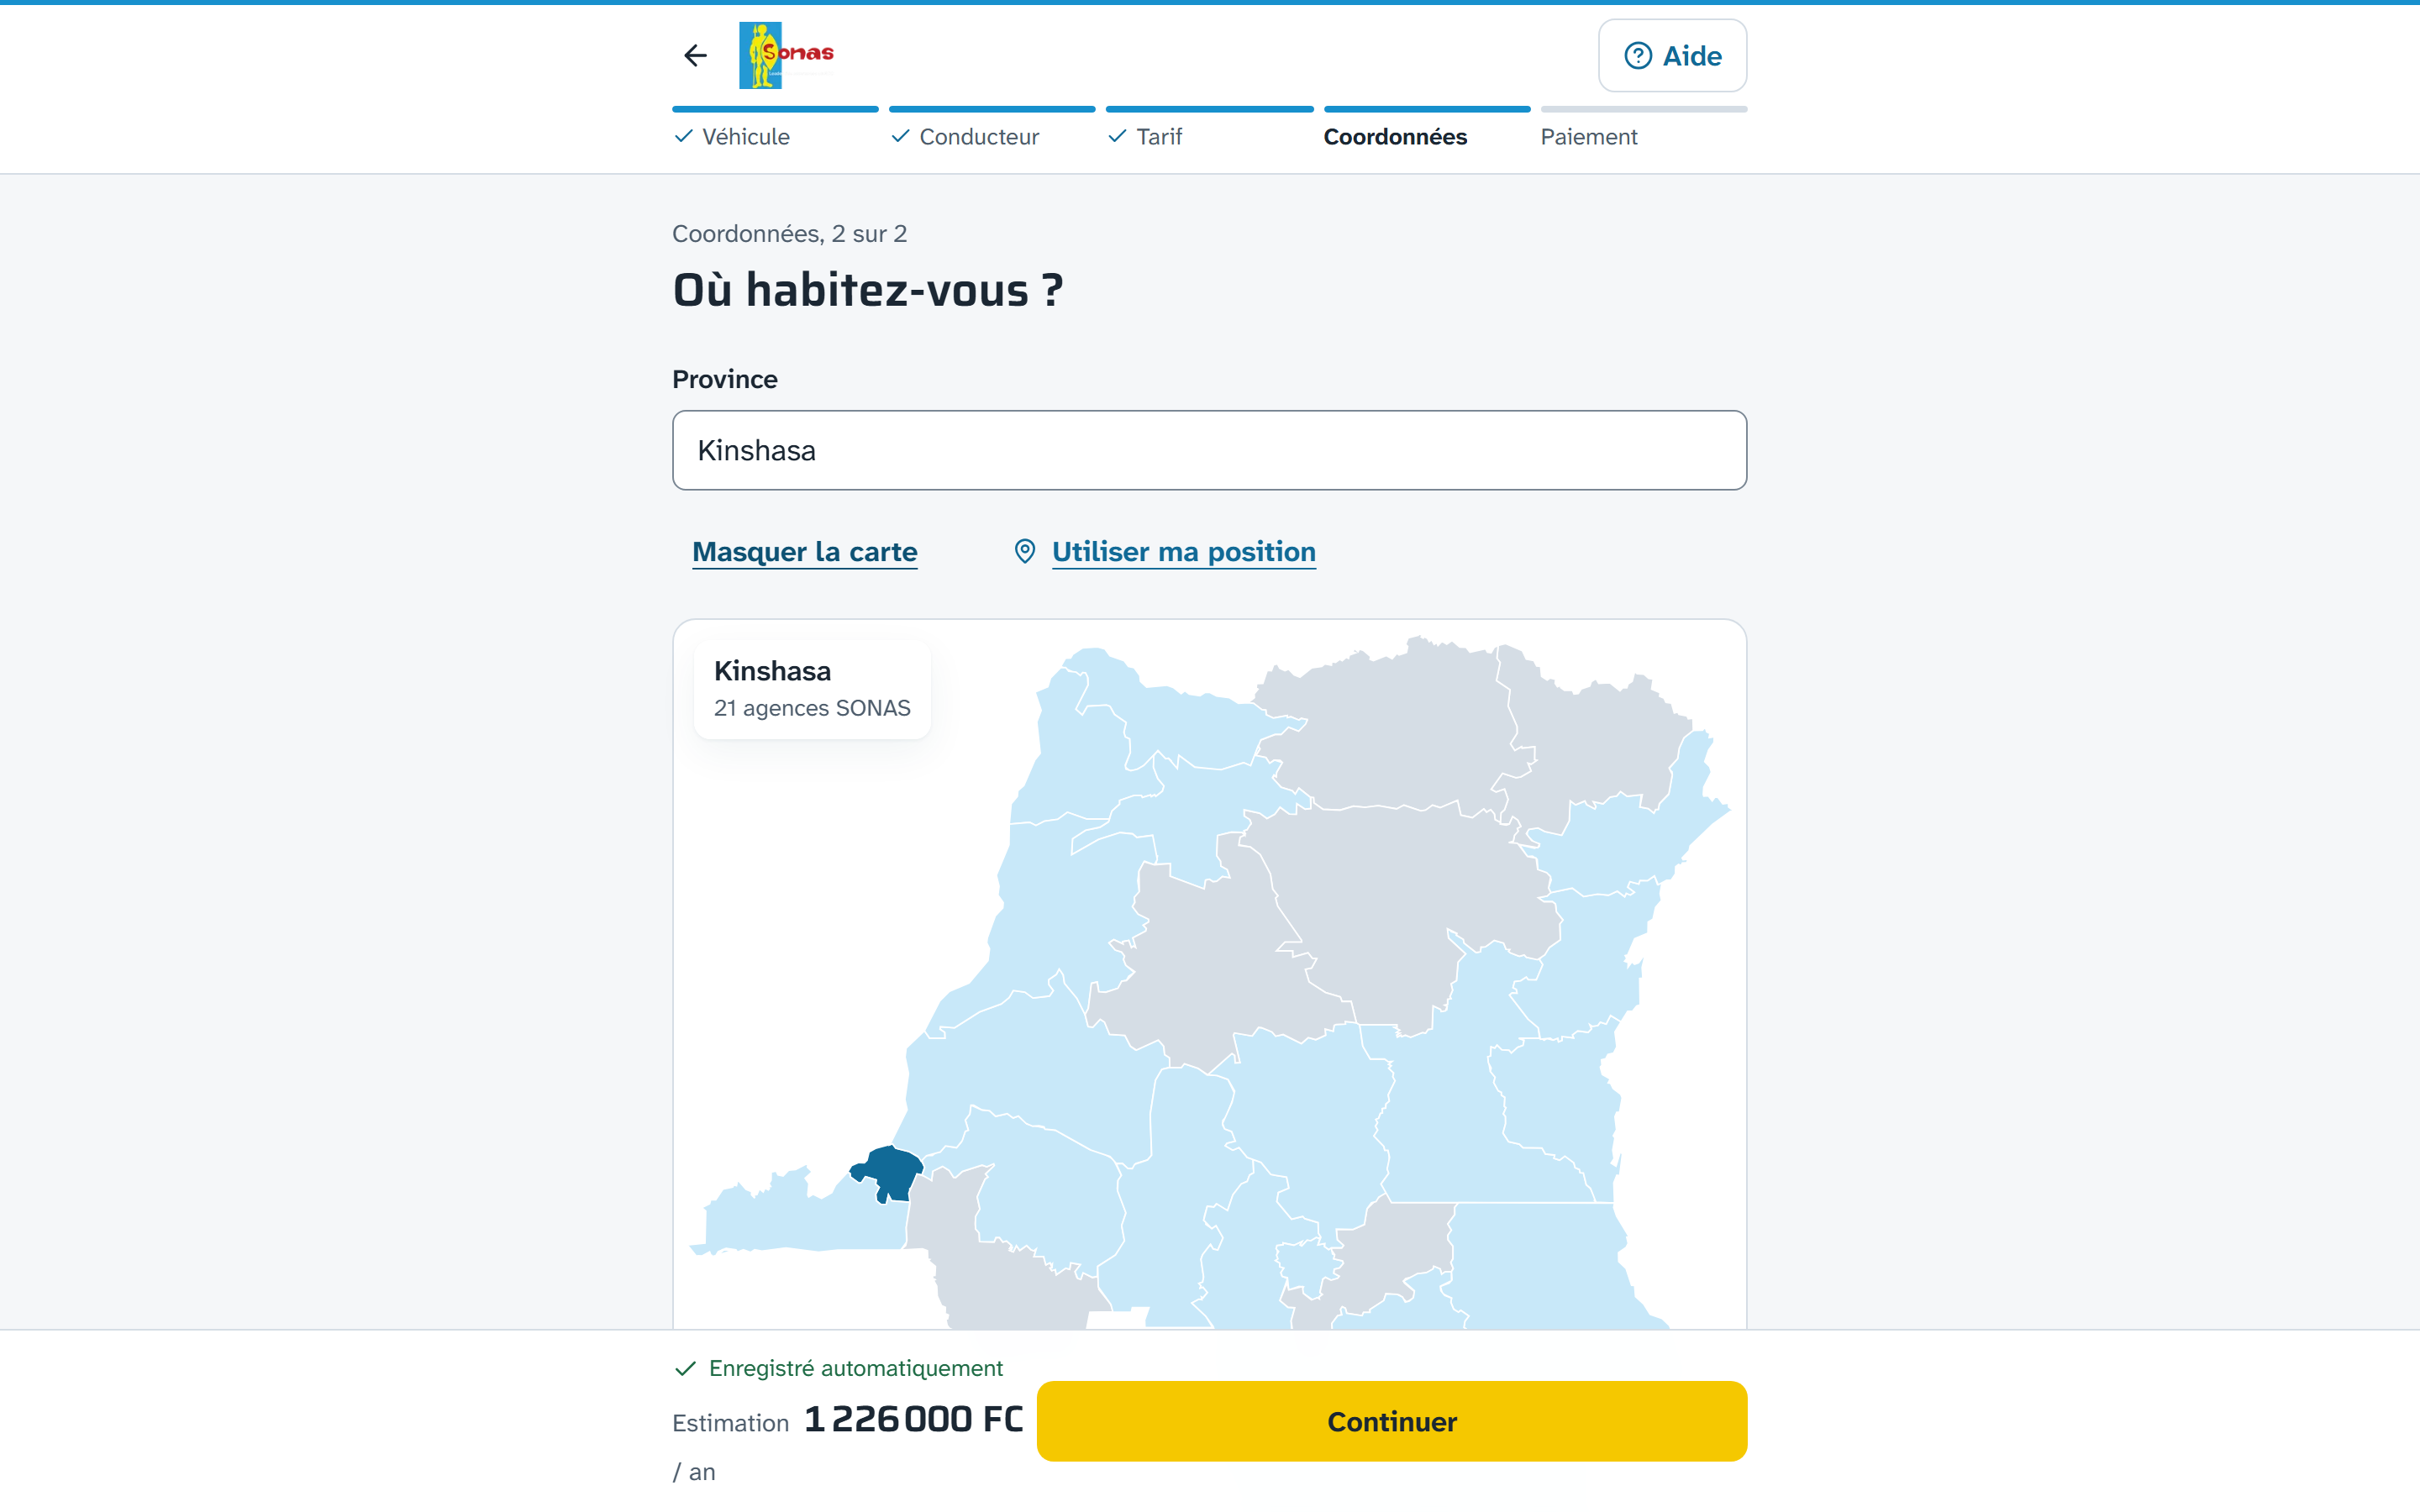 Sonas
Aide
Véhicule
Conducteur
Tarif
Coordonnées
Paiement
Coordonnées, 2 sur 2
Où habitez-vous ?
Province
Kinshasa
Masquer la carte
Utiliser ma position
Kinshasa
21 agences SONAS
Enregistré automatiquement
Estimation 1 226 000 FC
/ an
Continuer